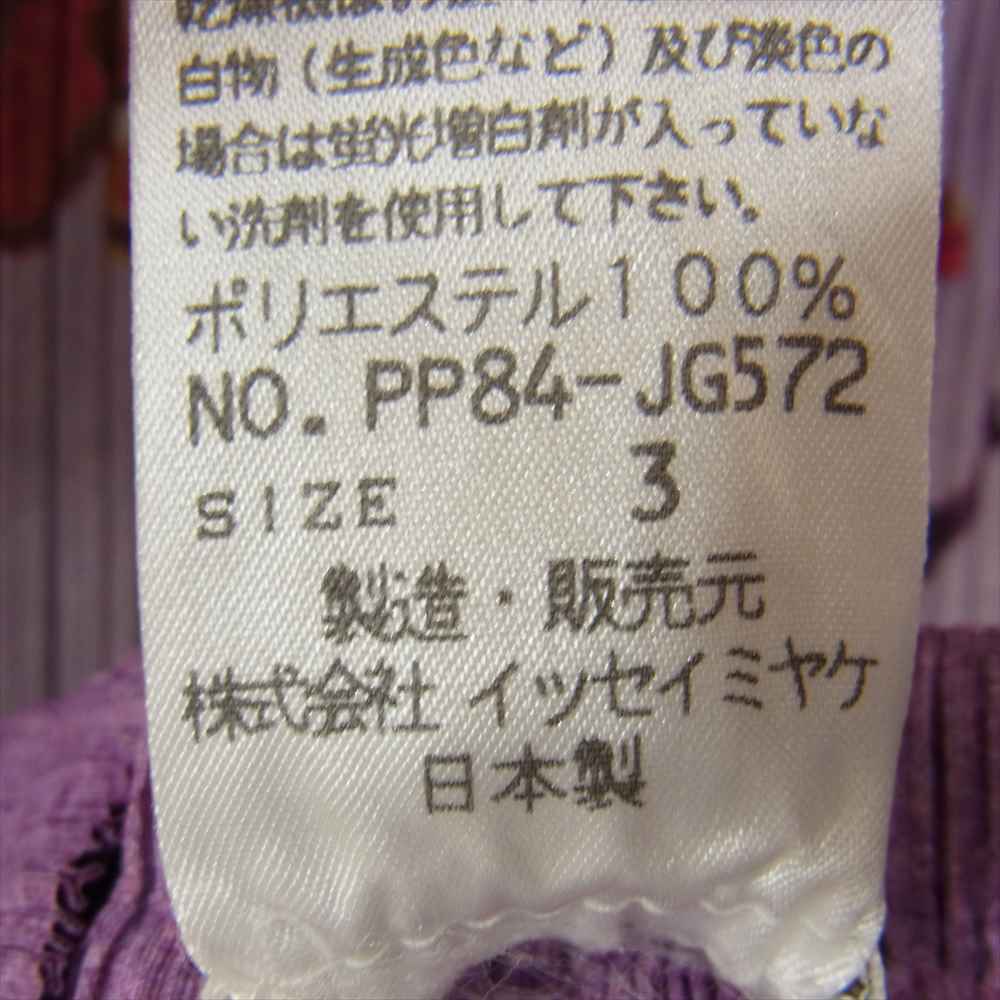 白物（生成色など）及び淡色の
場合は蛍光増白剤が入っていな
い洗剤を使用して下さい。
ポリエステル100%
NO. PP84-JG572
SIZE 3
製造・販売元
株式会社 イッセイミヤケ
日本製